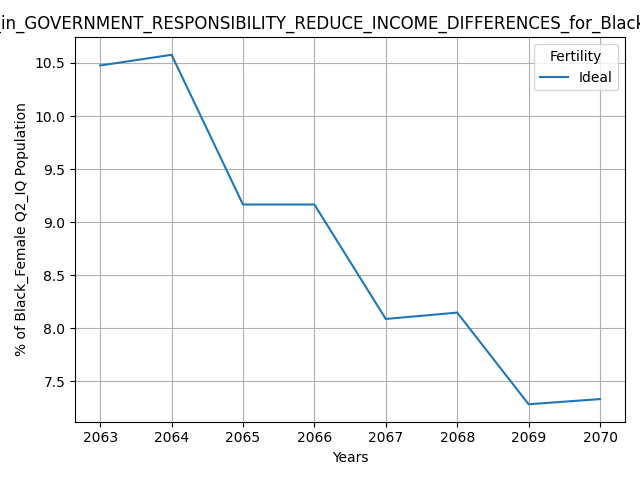 _in_GOVERNMENT_RESPONSIBILITY_REDUCE_INCOME_DIFFERENCES_for_Black
Fertility
Ideal
% of Black_Female Q2_IQ Population
10.5
10.0
9.5
9.0
8.5
8.0
7.5
2063 2064 2065 2066 2067 2068 2069 2070
Years